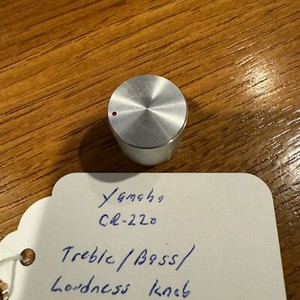 Yamaha
CR-220
Treble/Bass/
Loudness knob